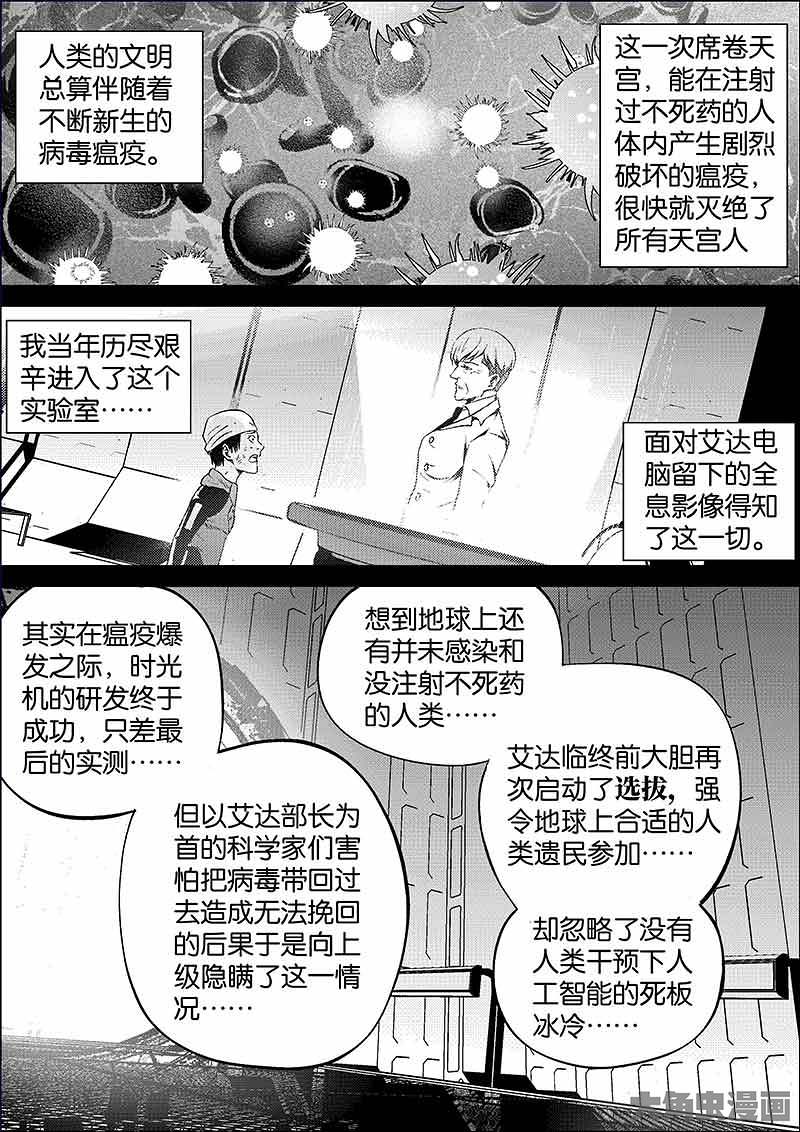 人类的文明
总算伴随着
不断新生的
病毒瘟疫。
这一次席卷天
宫，能在注射
过不死药的人
体内产生剧烈
破坏的瘟疫，
很快就灭绝了
所有天宫人
我当年历尽艰
辛进入了这个
实验室……
面对艾达电
脑留下的全
息影像得知
了这一切。
其实在瘟疫爆
发之际，时光
机的研发终于
成功，只差最
后的实测……
但以艾达部长为
首的科学家们害
怕把病毒带回过
去造成无法挽回
的后果于是向上
级隐瞒了这一情
况……
想到地球上还
有并未感染和
没注射不死药
的人类……
艾达临终前大胆再
次启动了选拔，强
令地球上合适的人
类遗民参加……
却忽略了没有
人类干预下人
工智能的死板
冰冷……
大角虫漫画